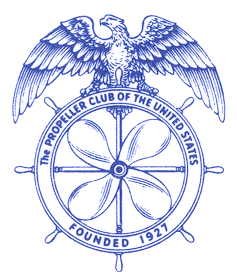 The PROPELLER CLUB OF THE UNITED STATES
FOUNDED 1927